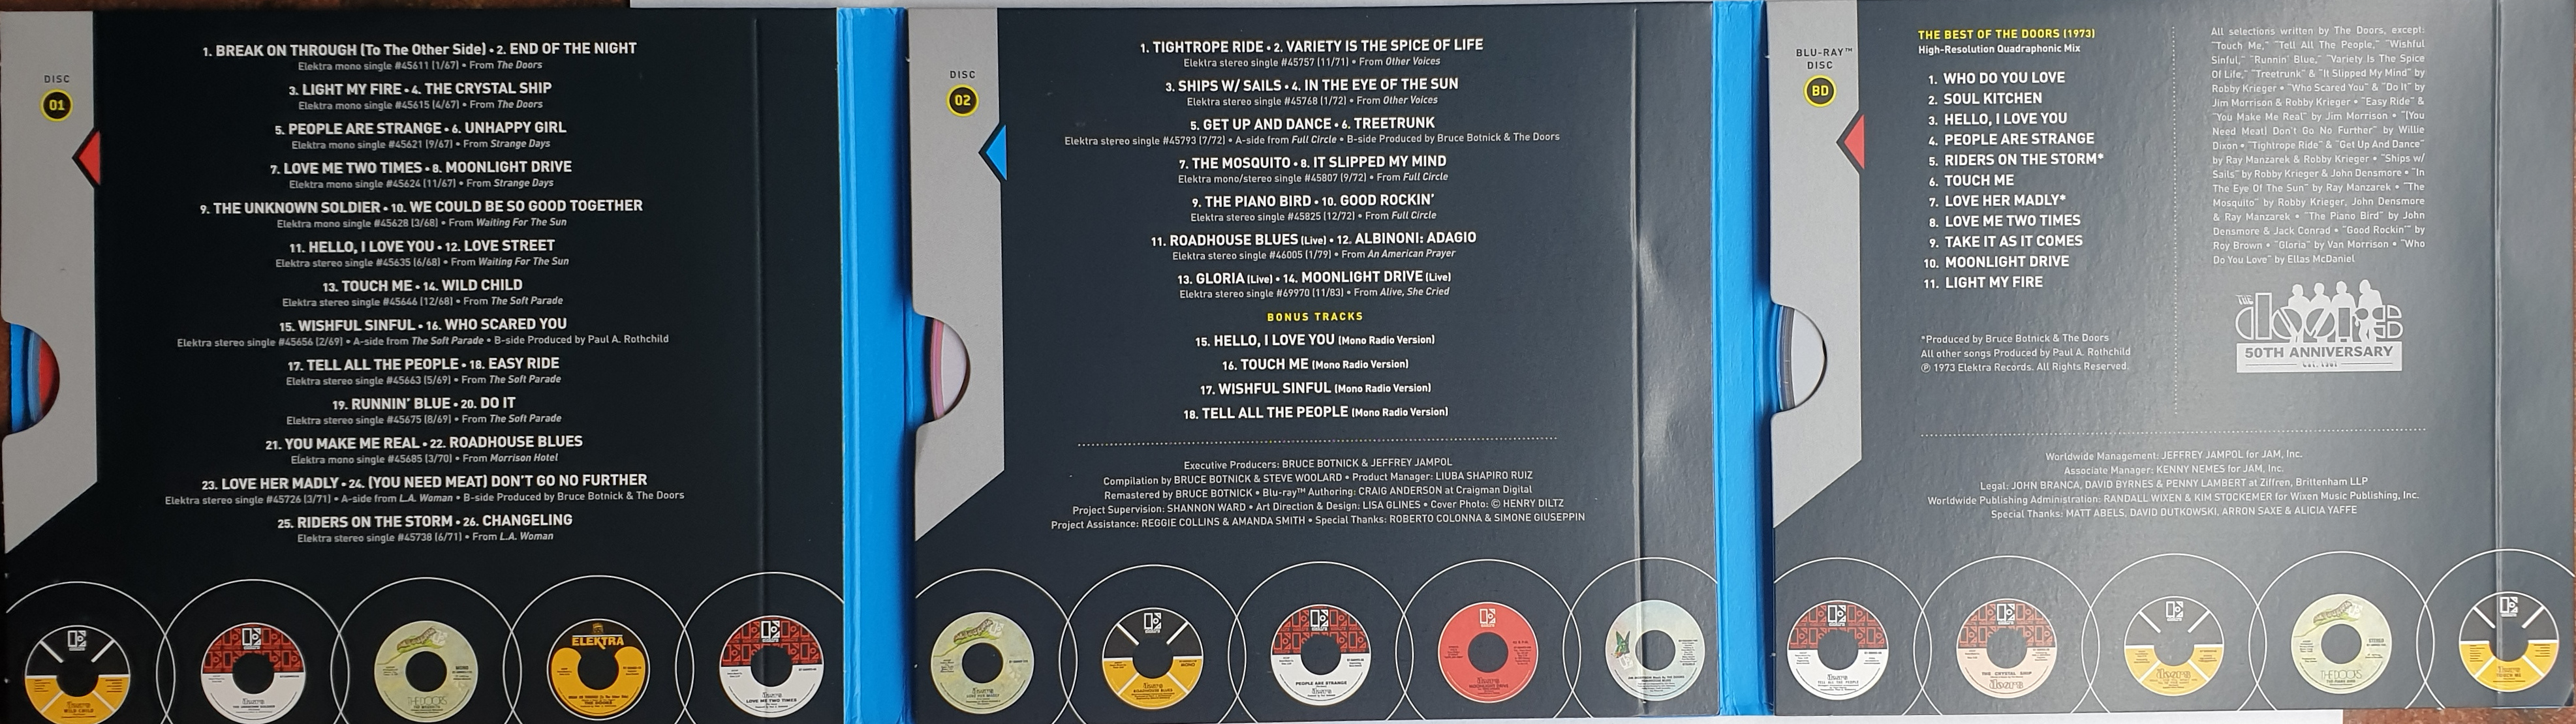 DISC
01
1. BREAK ON THROUGH (To The Other Side) • 2. END OF THE NIGHT
Elektra mono single #45611 (1/67) • From The Doors
3. LIGHT MY FIRE • 4. THE CRYSTAL SHIP
Elektra mono single #45615 (4/67) • From The Doors
5. PEOPLE ARE STRANGE • 6. UNHAPPY GIRL
Elektra mono single #45621 (9/67) • From Strange Days
7. LOVE ME TWO TIMES • 8. MOONLIGHT DRIVE
Elektra mono single #45624 (11/67) • From Strange Days
9. THE UNKNOWN SOLDIER • 10. WE COULD BE SO GOOD TOGETHER
Elektra mono single #45628 (3/68) • From Waiting For The Sun
11. HELLO, I LOVE YOU • 12. LOVE STREET
Elektra stereo single #45635 (6/68) • From Waiting For The Sun
13. TOUCH ME • 14. WILD CHILD
Elektra stereo single #45646 (12/68) • From The Soft Parade
15. WISHFUL SINFUL • 16. WHO SCARED YOU
Elektra stereo single #45656 (2/69) • A-side from The Soft Parade • B-side Produced by Paul A. Rothchild
17. TELL ALL THE PEOPLE • 18. EASY RIDE
Elektra stereo single #45663 (5/69) • From The Soft Parade
19. RUNNIN' BLUE • 20. DO IT
Elektra stereo single #45675 (8/69) • From The Soft Parade
21. YOU MAKE ME REAL • 22. ROADHOUSE BLUES
Elektra mono single #45685 (3/70) • From Morrison Hotel
23. LOVE HER MADLY • 24. (YOU NEED MEAT) DON'T GO NO FURTHER
Elektra stereo single #45726 (3/71) • A-side from L.A. Woman • B-side Produced by Bruce Botnick & The Doors
25. RIDERS ON THE STORM • 26. CHANGELING
Elektra stereo single #45738 (6/71) • From L.A. Woman
WILD CHILD
THE DOORS
ELEKTRA
THE DOORS
LOVE ME TWO TIMES
DISC
02
1. TIGHTROPE RIDE • 2. VARIETY IS THE SPICE OF LIFE
Elektra stereo single #45757 (11/71) • From Other Voices
3. SHIPS W/ SAILS • 4. IN THE EYE OF THE SUN
Elektra stereo single #45768 (1/72) • From Other Voices
5. GET UP AND DANCE • 6. TREETRUNK
Elektra stereo single #45793 (7/72) • A-side from Full Circle • B-side Produced by Bruce Botnick & The Doors
7. THE MOSQUITO • 8. IT SLIPPED MY MIND
Elektra mono/stereo single #45807 (9/72) • From Full Circle
9. THE PIANO BIRD • 10. GOOD ROCKIN'
Elektra stereo single #45825 (12/72) • From Full Circle
11. ROADHOUSE BLUES (Live) • 12. ALBINONI: ADAGIO
Elektra stereo single #46005 (1/79) • From An American Prayer
13. GLORIA (Live) • 14. MOONLIGHT DRIVE (Live)
Elektra stereo single #69970 (11/83) • From Alive, She Cried
BONUS TRACKS
15. HELLO, I LOVE YOU (Mono Radio Version)
16. TOUCH ME (Mono Radio Version)
17. WISHFUL SINFUL (Mono Radio Version)
18. TELL ALL THE PEOPLE (Mono Radio Version)
Executive Producers: BRUCE BOTNICK & JEFFREY JAMPOL
Compilation by BRUCE BOTNICK & STEVE WOOLARD • Product Manager: LIUBA SHAPIRO RUIZ
Remastered by BRUCE BOTNICK • Blu-ray™ Authoring: CRAIG ANDERSON at Craigman Digital
Project Supervision: SHANNON WARD • Art Direction & Design: LISA GLINES • Cover Photo: © HENRY DILTZ
Project Assistance: REGGIE COLLINS & AMANDA SMITH • Special Thanks: ROBERTO COLONNA & SIMONE GIUSEPPIN
ROADHOUSE BLUES
PEOPLE ARE STRANGE
BLU-RAY™
DISC
BD
THE BEST OF THE DOORS (1973)
High-Resolution Quadraphonic Mix
1. WHO DO YOU LOVE
2. SOUL KITCHEN
3. HELLO, I LOVE YOU
4. PEOPLE ARE STRANGE
5. RIDERS ON THE STORM*
6. TOUCH ME
7. LOVE HER MADLY*
8. LOVE ME TWO TIMES
9. TAKE IT AS IT COMES
10. MOONLIGHT DRIVE
11. LIGHT MY FIRE
*Produced by Bruce Botnick & The Doors
All other songs Produced by Paul A. Rothchild
℗ 1973 Elektra Records. All Rights Reserved.
All selections written by The Doors, except:
"Touch Me," "Tell All The People," "Wishful
Sinful," "Runnin' Blue," "Variety Is The Spice
Of Life," "Treetrunk" & "It Slipped My Mind" by
Robby Krieger • "Who Scared You" & "Do It" by
Jim Morrison & Robby Krieger • "Easy Ride" &
"You Make Me Real" by Jim Morrison • "(You
Need Meat) Don't Go No Further" by Willie
Dixon • "Tightrope Ride" & "Get Up And Dance"
by Ray Manzarek & Robby Krieger • "Ships w/
Sails" by Robby Krieger & John Densmore • "In
The Eye Of The Sun" by Ray Manzarek • "The
Mosquito" by Robby Krieger, John Densmore
& Ray Manzarek • "The Piano Bird" by John
Densmore & Jack Conrad • "Good Rockin'" by
Roy Brown • "Gloria" by Van Morrison • "Who
Do You Love" by Ellas McDaniel
THE doors
50TH ANNIVERSARY
Est. 1967
Worldwide Management: JEFFREY JAMPOL for JAM, Inc.
Associate Manager: KENNY NEMES for JAM, Inc.
Legal: JOHN BRANCA, DAVID BYRNES & PENNY LAMBERT at Ziffren, Brittenham LLP
Worldwide Publishing Administration: RANDALL WIXEN & KIM STOCKEMER for Wixen Music Publishing, Inc.
Special Thanks: MATT ABELS, DAVID DUTKOWSKI, ARRON SAXE & ALICIA YAFFE
TELL ALL THE PEOPLE
THE CRYSTAL SHIP
doors
THE DOORS